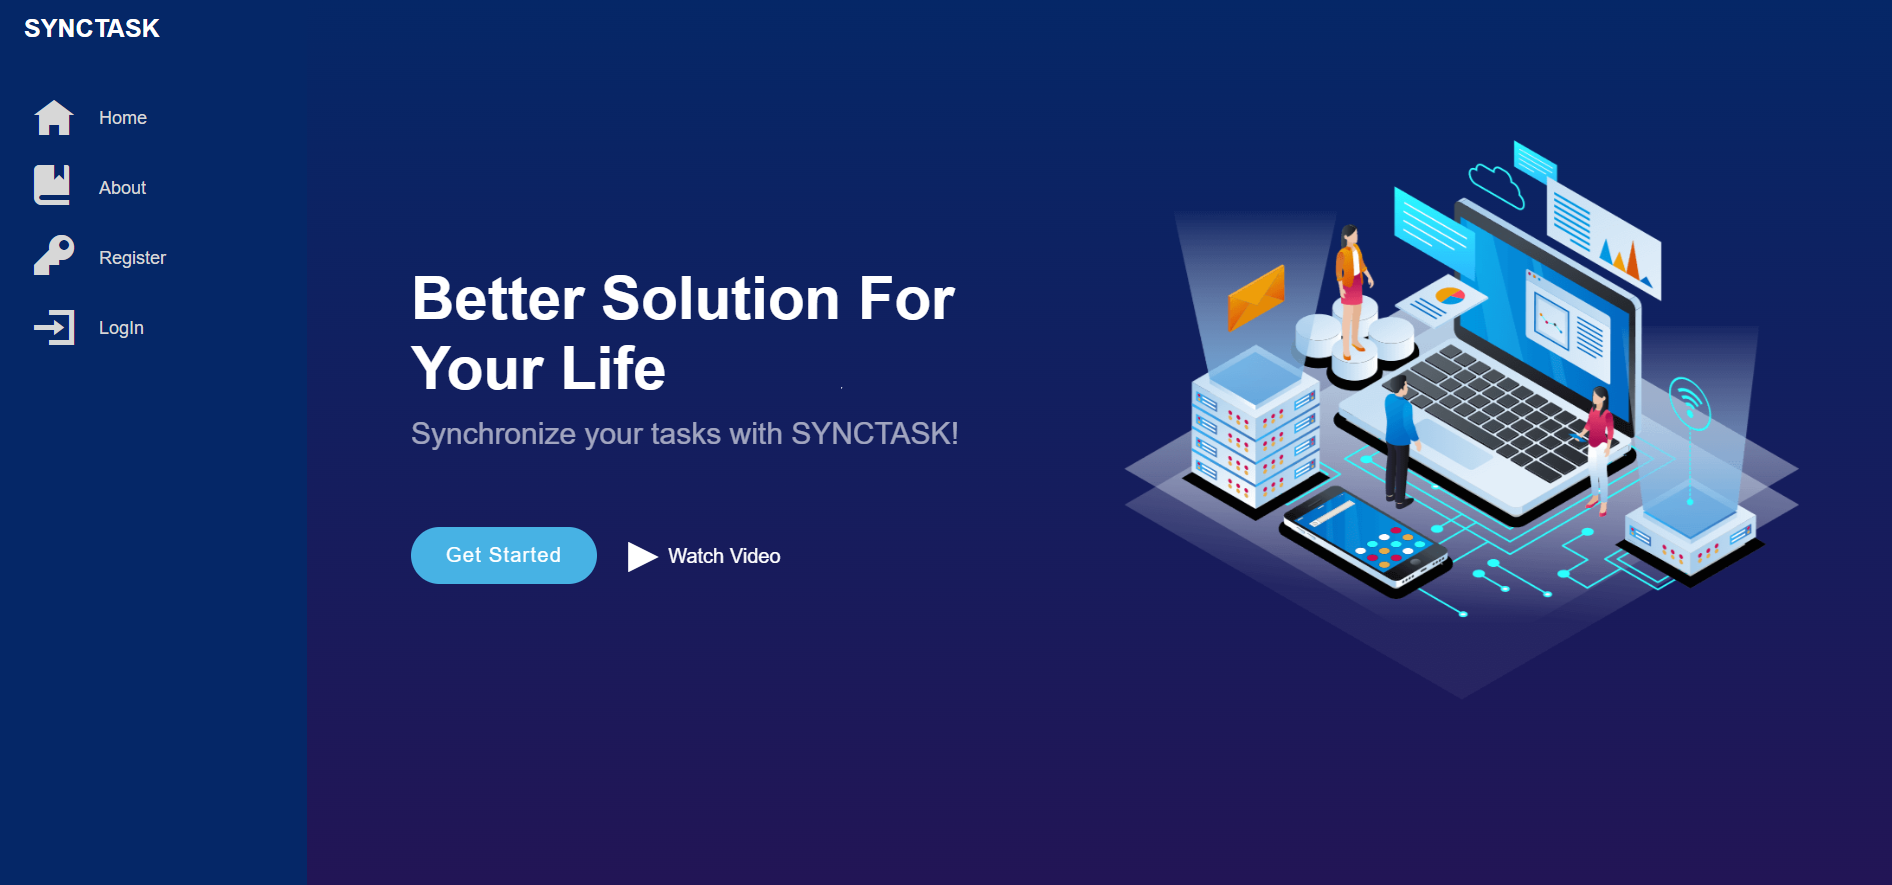 SYNCTASK
Home
About
Register
LogIn
Better Solution For
Your Life
Synchronize your tasks with SYNCTASK!
Get Started
Watch Video